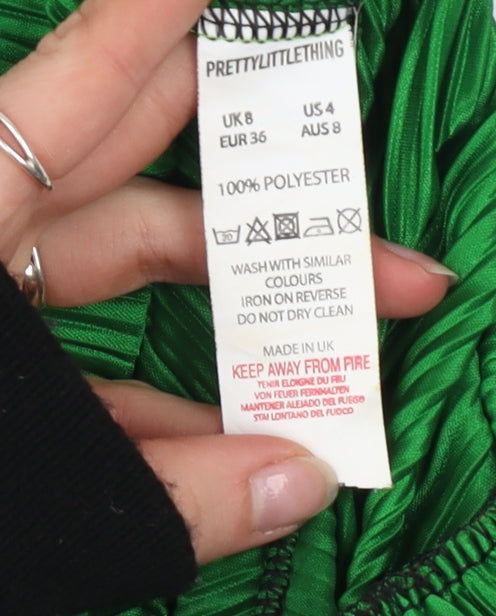 PRETTYLITTLETHING
UK 8 US 4
EUR 36 AUS 8
100% POLYESTER
30
WASH WITH SIMILAR
COLOURS
IRON ON REVERSE
DO NOT DRY CLEAN
MADE IN UK
KEEP AWAY FROM FIRE
TENIR ELOIGNE DU FEU
VON FEUER FERNHALTEN
MANTENER ALEJADO DEL FUEGO
STAI LONTANO DEL FUOCO